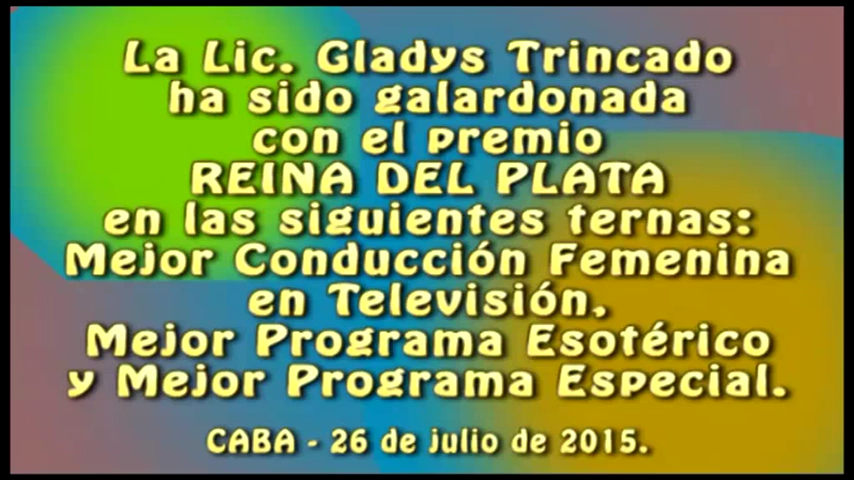 La Lic. Gladys Trincado
ha sido galardonada
con el premio
REINA DEL PLATA
en las siguientes ternas:
Mejor Conducción Femenina
en Televisión,
Mejor Programa Esotérico
y Mejor Programa Especial.
CABA - 26 de julio de 2015.